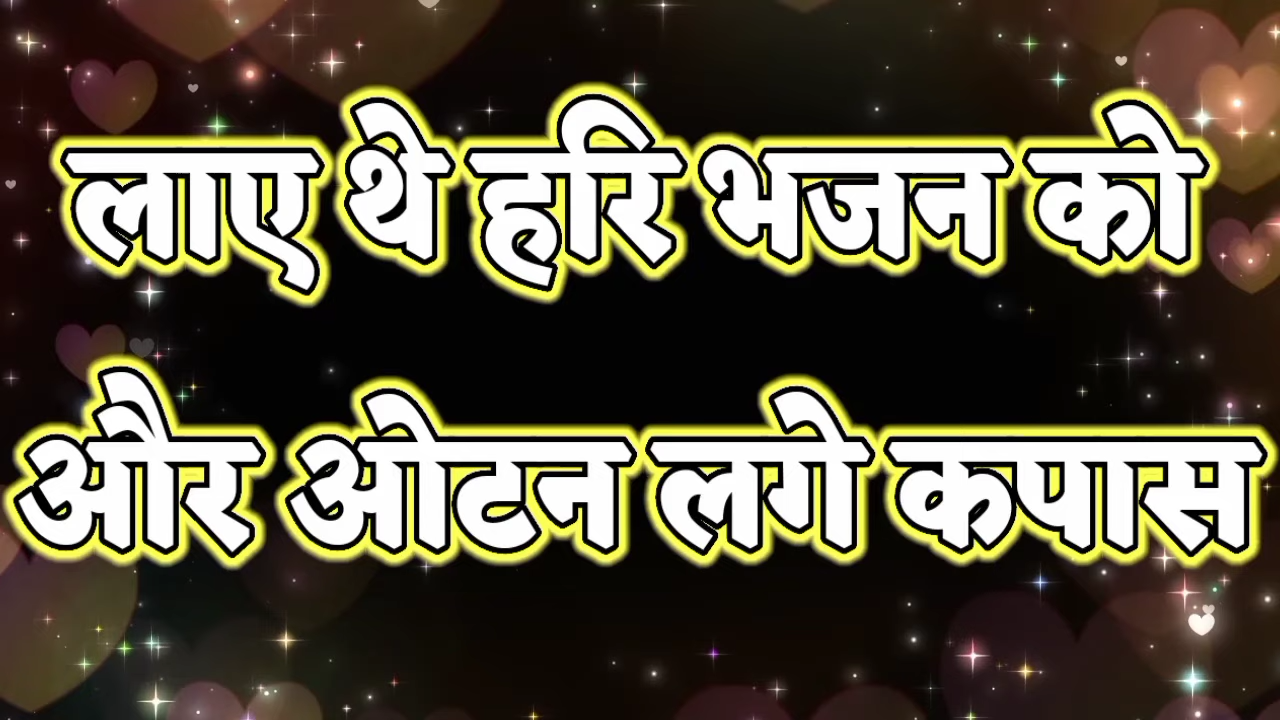 लाए थे हरि भजन को
और ओटन लगे कपास